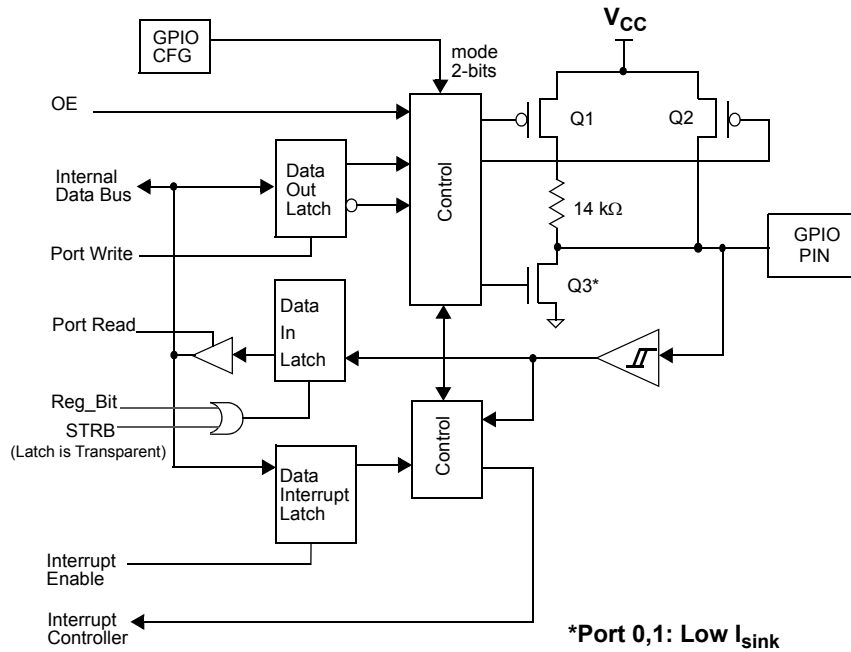 V_CC
GPIO
CFG
mode
2-bits
OE
Q1
Q2
Data
Out
Latch
Internal
Data Bus
Control
14 kΩ
GPIO
PIN
Port Write
Q3*
Data
In
Latch
Port Read
Reg_Bit
STRB
(Latch is Transparent)
Control
Data
Interrupt
Latch
Interrupt
Enable
Interrupt
Controller
*Port 0,1: Low I_sink